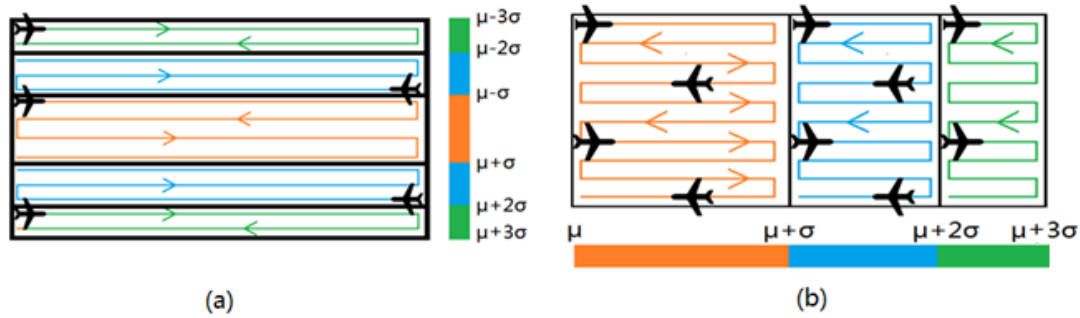 μ-3σ
μ-2σ
μ-σ
μ+σ
μ+2σ
μ+3σ
(a)
μ μ+σ μ+2σ μ+3σ
(b)